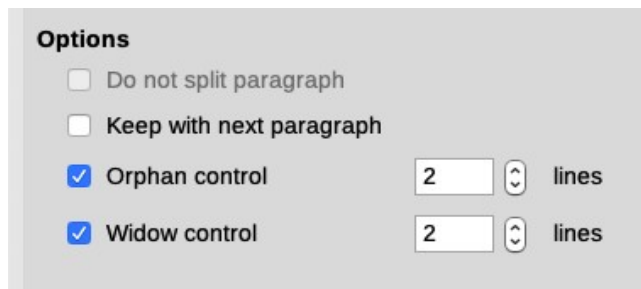 Options
Do not split paragraph
Keep with next paragraph
Orphan control 2 lines
Widow control 2 lines